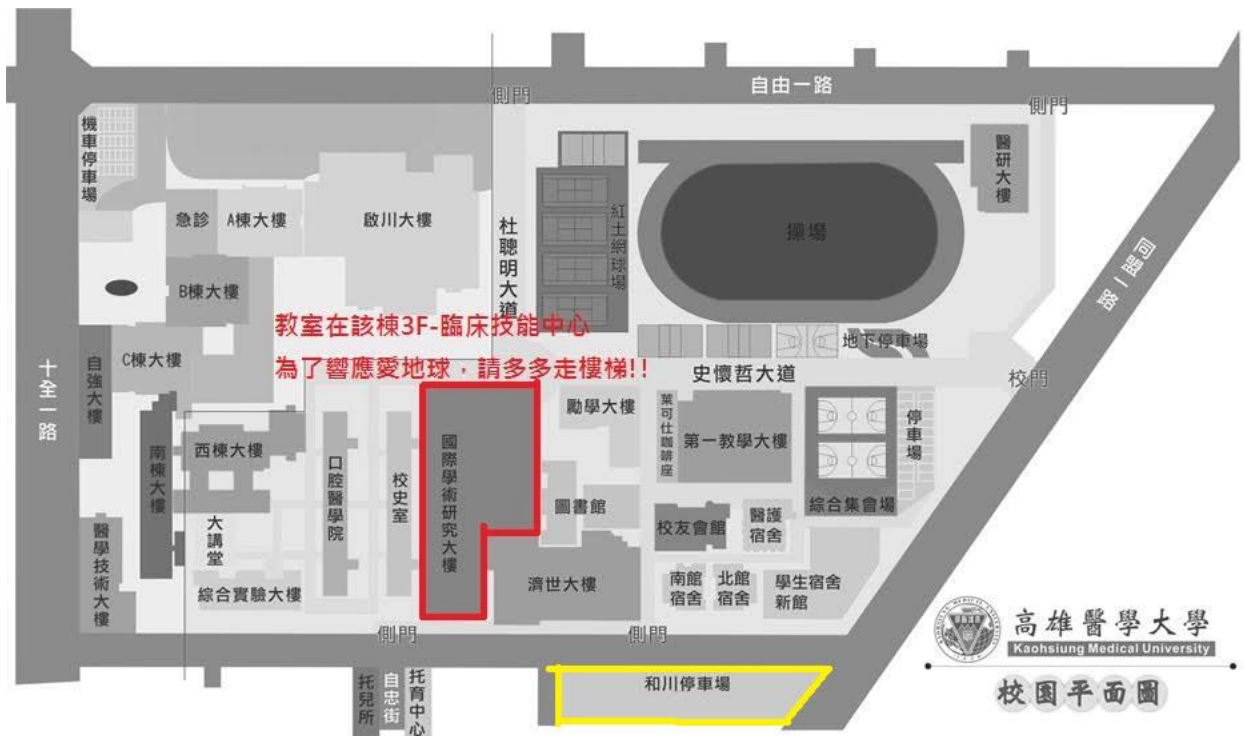 自由一路
側門
側門
機車停車場
醫研大樓
急診
A棟大樓
啟川大樓
杜聰明大道
紅土網球場
操場
同盟一路
B棟大樓
教室在該棟3F-臨床技能中心
為了響應愛地球，請多多走樓梯!!
地下停車場
史懷哲大道
校門
十全一路
自強大樓
C棟大樓
南棟大樓
西棟大樓
口腔醫學院
校史室
國際學術研究大樓
勵學大樓
萊可仕咖啡座
第一教學大樓
停車場
綜合集會場
圖書館
校友會館
醫護
宿舍
醫學技術大樓
大講堂
綜合實驗大樓
濟世大樓
南館
宿舍
北館
宿舍
學生宿舍
新館
側門
側門
托兒所
自忠街
托育中心
和川停車場
高雄醫學大學
Kaohsiung Medical University
校園平面圖